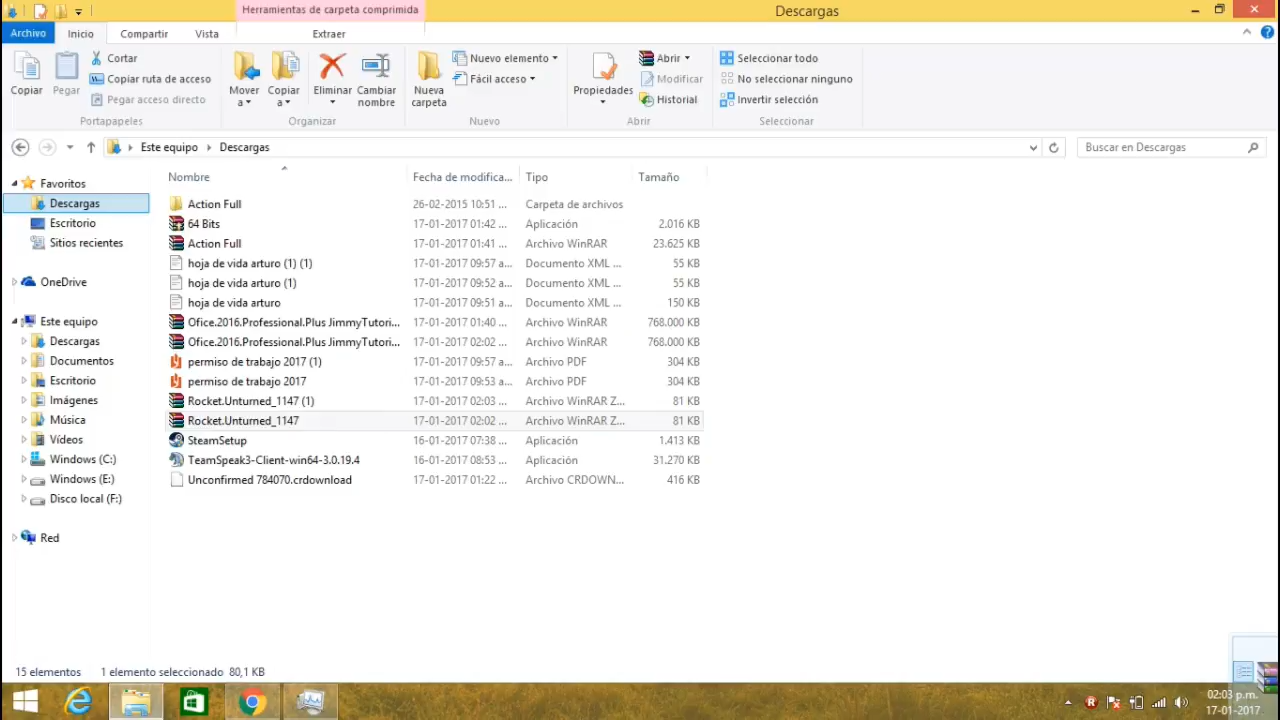 Herramientas de carpeta comprimida
Descargas
Archivo Inicio Compartir Vista Extraer
Copiar
Pegar
Cortar
Copiar ruta de acceso
Pegar acceso directo
Portapapeles
Mover a
Copiar a
Eliminar
Cambiar nombre
Organizar
Nueva carpeta
Nuevo elemento
Fácil acceso
Nuevo
Propiedades
Abrir
Modificar
Historial
Abrir
Seleccionar todo
No seleccionar ninguno
Invertir selección
Seleccionar
Este equipo Descargas
Buscar en Descargas
Favoritos
Descargas
Escritorio
Sitios recientes
OneDrive
Este equipo
Descargas
Documentos
Escritorio
Imágenes
Música
Vídeos
Windows (C:)
Windows (E:)
Disco local (F:)
Red
Nombre Fecha de modifica... Tipo Tamaño
Action Full 26-02-2015 10:51 ... Carpeta de archivos
64 Bits 17-01-2017 01:42 ... Aplicación 2.016 KB
Action Full 17-01-2017 01:41 ... Archivo WinRAR 23.625 KB
hoja de vida arturo (1) (1) 17-01-2017 09:57 a... Documento XML ... 55 KB
hoja de vida arturo (1) 17-01-2017 09:52 a... Documento XML ... 55 KB
hoja de vida arturo 17-01-2017 09:51 a... Documento XML ... 150 KB
Ofice.2016.Professional.Plus JimmyTutori... 17-01-2017 01:40 ... Archivo WinRAR 768.000 KB
Ofice.2016.Professional.Plus JimmyTutori... 17-01-2017 02:02 ... Archivo WinRAR 768.000 KB
permiso de trabajo 2017 (1) 17-01-2017 09:57 a... Archivo PDF 304 KB
permiso de trabajo 2017 17-01-2017 09:53 a... Archivo PDF 304 KB
Rocket.Unturned_1147 (1) 17-01-2017 02:03 ... Archivo WinRAR Z... 81 KB
Rocket.Unturned_1147 17-01-2017 02:02 ... Archivo WinRAR Z... 81 KB
SteamSetup 16-01-2017 07:38 ... Aplicación 1.413 KB
TeamSpeak3-Client-win64-3.0.19.4 16-01-2017 08:53 ... Aplicación 31.270 KB
Unconfirmed 784070.crdownload 17-01-2017 01:22 ... Archivo CRDOWN... 416 KB
15 elementos 1 elemento seleccionado 80,1 KB
02:03 p.m.
17-01-2017